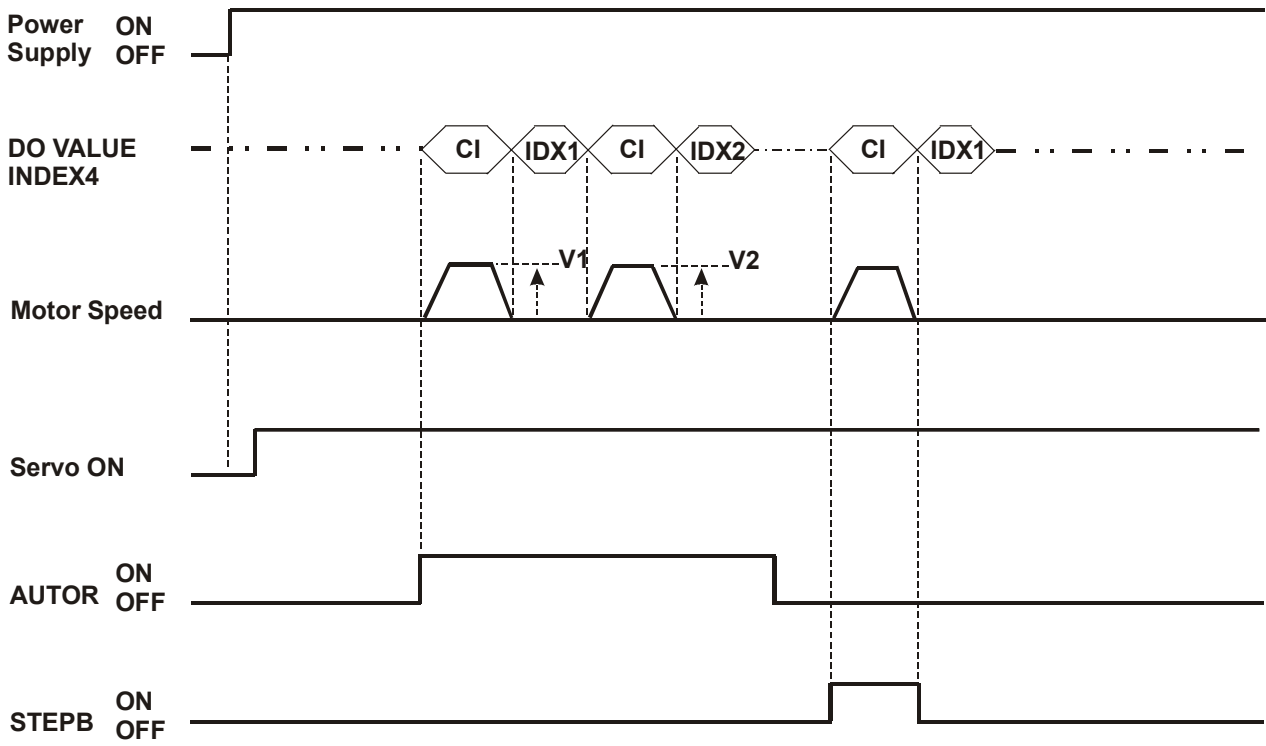 Power ON
Supply OFF
DO VALUE
INDEX4
CI IDX1 CI IDX2 CI IDX1
V1 V2
Motor Speed
Servo ON
ON
AUTOR OFF
ON
STEPB OFF